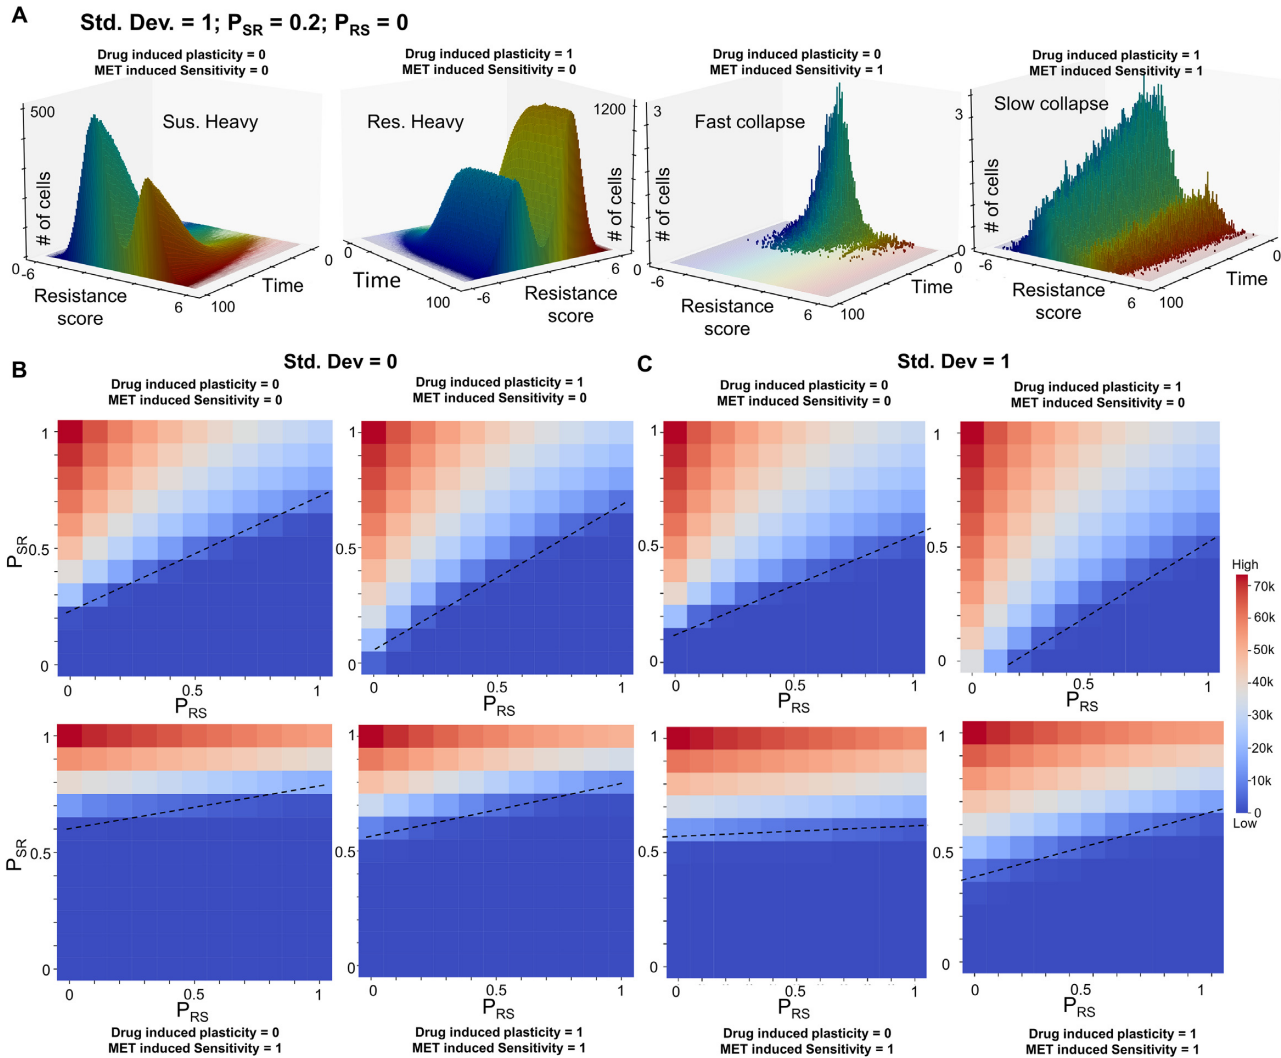 A
Std. Dev. = 1; PSR = 0.2; PRS = 0
Drug induced plasticity = 0
MET induced Sensitivity = 0
500
Sus. Heavy
# of cells
0
-6
Resistance
score
6
100
Time
0
Drug induced plasticity = 1
MET induced Sensitivity = 0
Res. Heavy
1200
# of cells
0
Time
100
-6
Resistance
score
6
0
Drug induced plasticity = 0
MET induced Sensitivity = 1
3
Fast collapse
# of cells
0
-6
Resistance
score
6
100
Time
0
Drug induced plasticity = 1
MET induced Sensitivity = 1
3
Slow collapse
# of cells
0
-6
Resistance
score
6
100
Time
0
B
Std. Dev = 0
Drug induced plasticity = 0
MET induced Sensitivity = 0
1
0.5
0
PSR
0
0.5
1
PRS
Drug induced plasticity = 1
MET induced Sensitivity = 0
1
0.5
0
0
0.5
1
PRS
1
0.5
0
PSR
0
0.5
1
PRS
Drug induced plasticity = 0
MET induced Sensitivity = 1
1
0.5
0
0
0.5
1
PRS
Drug induced plasticity = 1
MET induced Sensitivity = 1
C
Std. Dev = 1
Drug induced plasticity = 0
MET induced Sensitivity = 0
1
0.5
0
0
0.5
1
PRS
Drug induced plasticity = 1
MET induced Sensitivity = 0
1
0.5
0
0
0.5
1
PRS
High
70k
60k
50k
40k
30k
20k
10k
0
Low
1
0.5
0
0
0.5
1
PRS
Drug induced plasticity = 0
MET induced Sensitivity = 1
1
0.5
0
0
0.5
1
PRS
Drug induced plasticity = 1
MET induced Sensitivity = 1